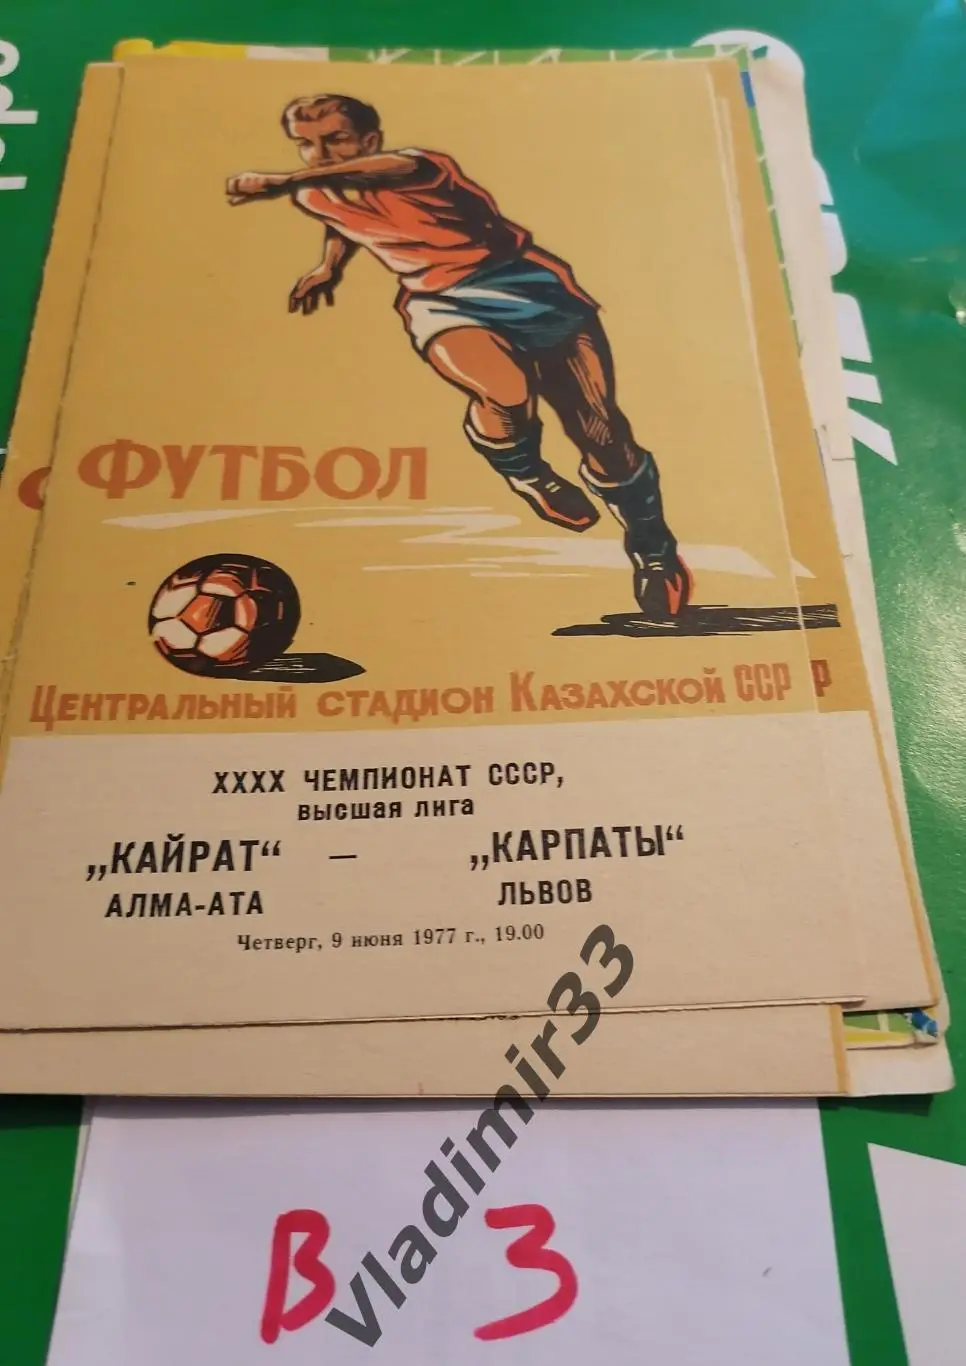 ФУТБОЛ
ЦЕНТРАЛЬНЫЙ СТАДИОН КАЗАХСКОЙ ССР Р
XXXX ЧЕМПИОНАТ СССР,
высшая лига
„КАЙРАТ“ — „КАРПАТЫ“
АЛМА-АТА ЛЬВОВ
Четверг, 9 июня 1977 г., 19.00
Vladimir33
В 3